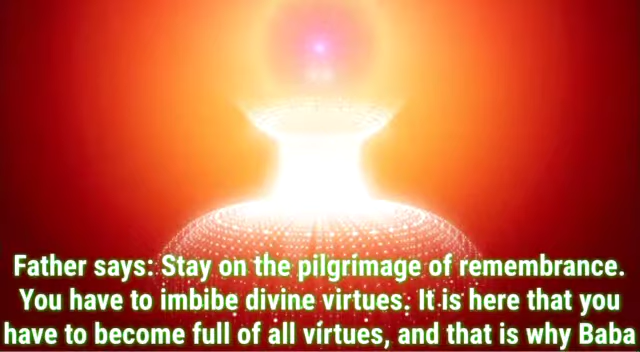 Father says: Stay on the pilgrimage of remembrance.
You have to imbibe divine virtues. It is here that you
have to become full of all virtues, and that is why Baba